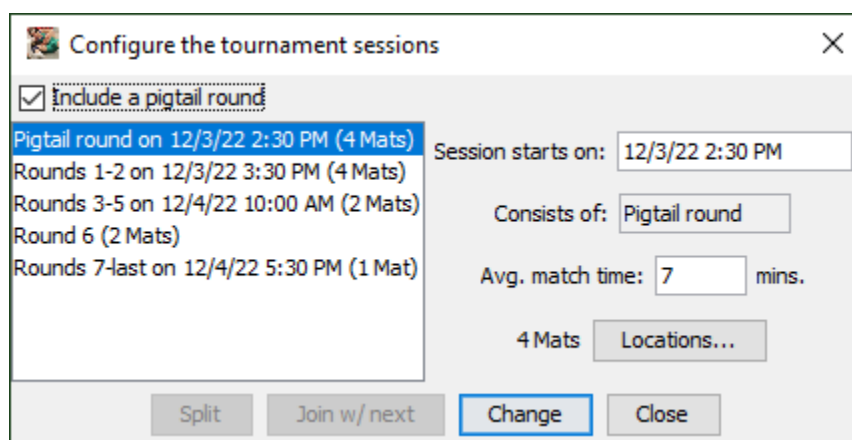 Configure the tournament sessions
Include a pigtail round
Pigtail round on 12/3/22 2:30 PM (4 Mats)
Rounds 1-2 on 12/3/22 3:30 PM (4 Mats)
Rounds 3-5 on 12/4/22 10:00 AM (2 Mats)
Round 6 (2 Mats)
Rounds 7-last on 12/4/22 5:30 PM (1 Mat)
Session starts on: 12/3/22 2:30 PM
Consists of: Pigtail round
Avg. match time: 7 mins.
4 Mats Locations...
Split Join w/ next Change Close